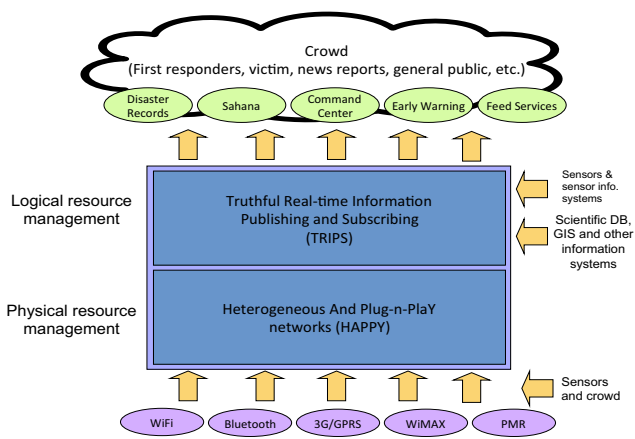 Crowd
(First responders, victim, news reports, general public, etc.)
Disaster
Records
Sahana
Command
Center
Early Warning
Feed Services
Logical resource
management
Truthful Real-time Information
Publishing and Subscribing
(TRIPS)
Sensors &
sensor info.
systems
Scientific DB,
GIS and other
information
systems
Physical resource
management
Heterogeneous And Plug-n-PlaY
networks (HAPPY)
Sensors
and crowd
WiFi
Bluetooth
3G/GPRS
WiMAX
PMR